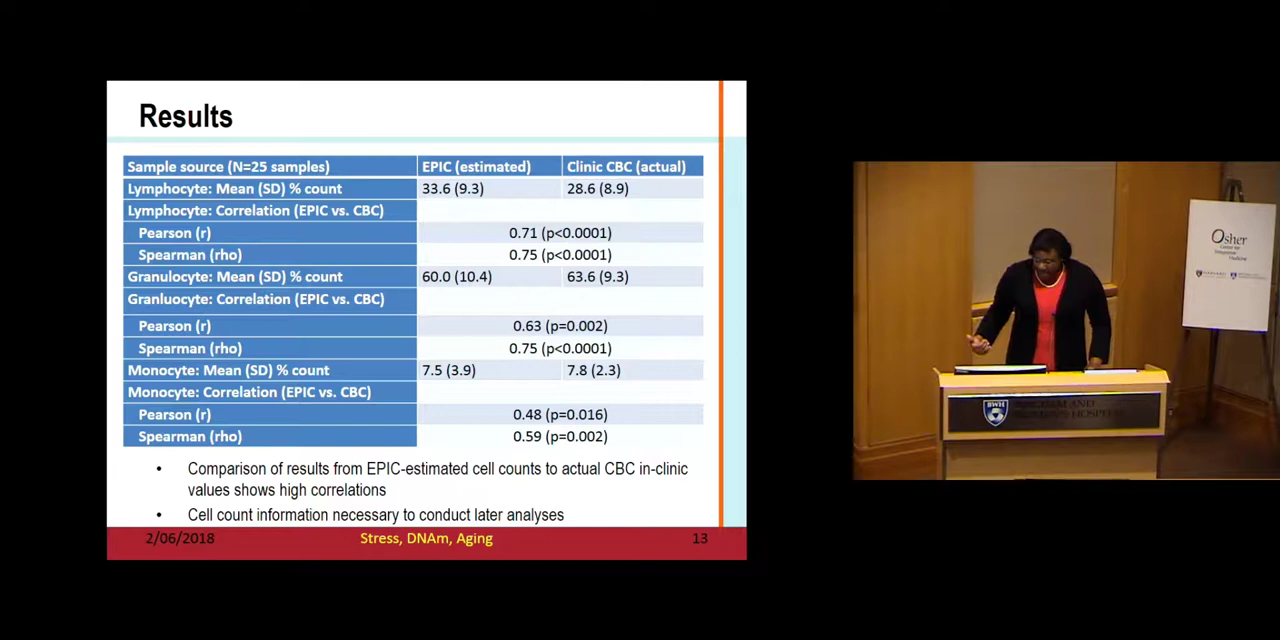 Results
Sample source (N=25 samples) EPIC (estimated) Clinic CBC (actual)
Lymphocyte: Mean (SD) % count 33.6 (9.3) 28.6 (8.9)
Lymphocyte: Correlation (EPIC vs. CBC)
Pearson (r) 0.71 (p<0.0001)
Spearman (rho) 0.75 (p<0.0001)
Granulocyte: Mean (SD) % count 60.0 (10.4) 63.6 (9.3)
Granluocyte: Correlation (EPIC vs. CBC)
Pearson (r) 0.63 (p=0.002)
Spearman (rho) 0.75 (p<0.0001)
Monocyte: Mean (SD) % count 7.5 (3.9) 7.8 (2.3)
Monocyte: Correlation (EPIC vs. CBC)
Pearson (r) 0.48 (p=0.016)
Spearman (rho) 0.59 (p=0.002)
• Comparison of results from EPIC-estimated cell counts to actual CBC in-clinic
values shows high correlations
• Cell count information necessary to conduct later analyses
2/06/2018 Stress, DNAm, Aging 13
Osher
Center for
Integrative
Medicine
BWH